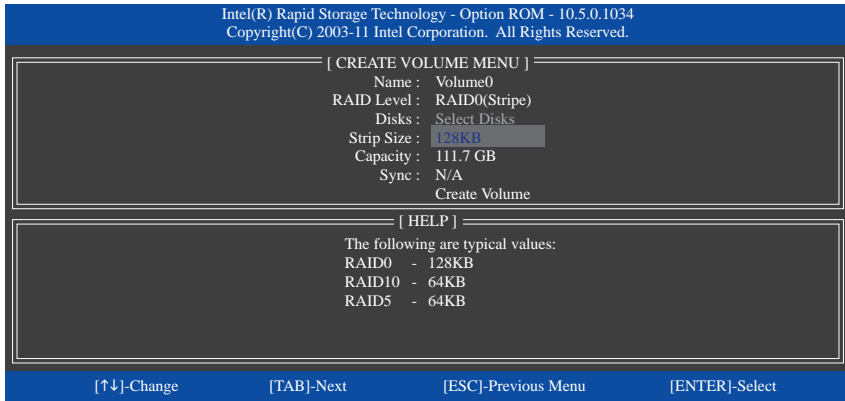 Intel(R) Rapid Storage Technology - Option ROM - 10.5.0.1034
Copyright(C) 2003-11 Intel Corporation. All Rights Reserved.
[ CREATE VOLUME MENU ]
Name : Volume0
RAID Level : RAID0(Stripe)
Disks : Select Disks
Strip Size : 128KB
Capacity : 111.7 GB
Sync : N/A
Create Volume
[ HELP ]
The following are typical values:
RAID0 - 128KB
RAID10 - 64KB
RAID5 - 64KB
[↑↓]-Change [TAB]-Next [ESC]-Previous Menu [ENTER]-Select